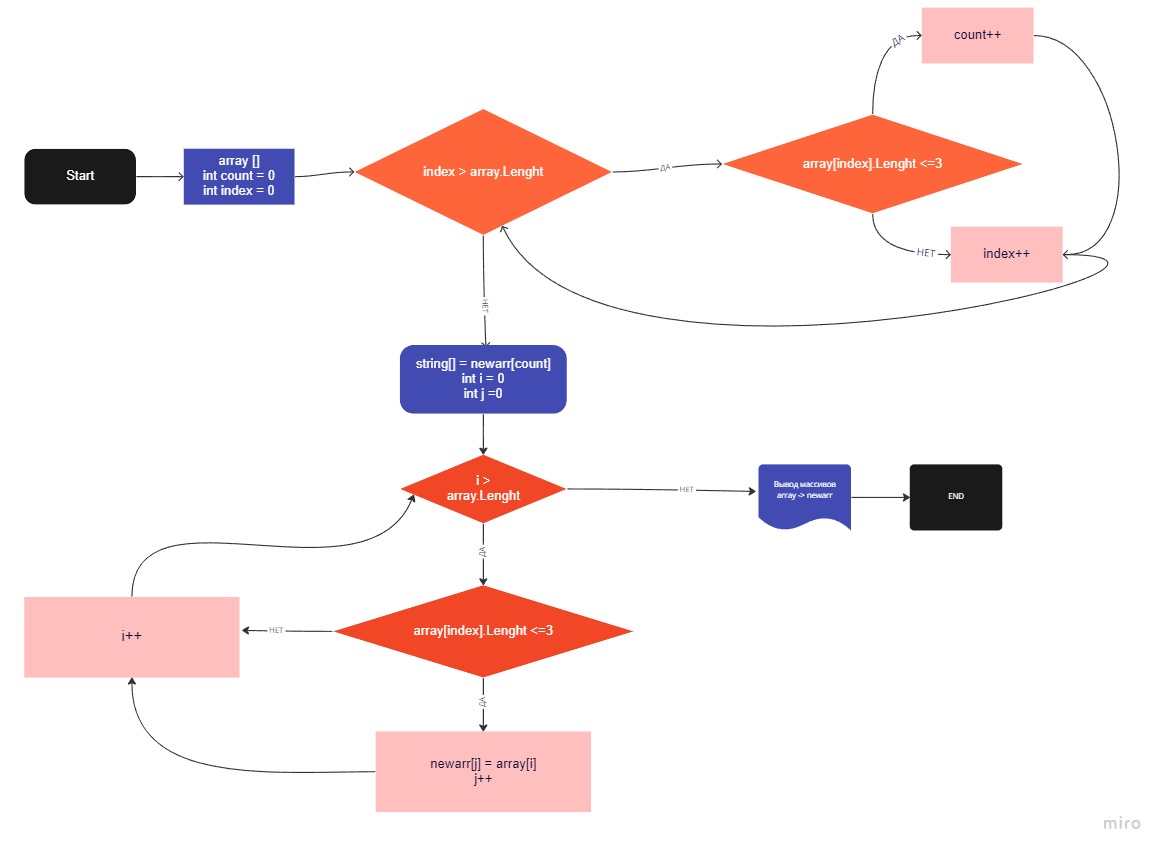 Start
array []
int count = 0
int index = 0
index > array.Lenght
ДА
array[index].Lenght <=3
ДА
count++
НЕТ
index++
НЕТ
string[] = newarr[count]
int i = 0
int j =0
i >
array.Lenght
НЕТ
Вывод массивов
array -> newarr
END
ДА
array[index].Lenght <=3
НЕТ
i++
ДА
newarr[j] = array[i]
j++
miro